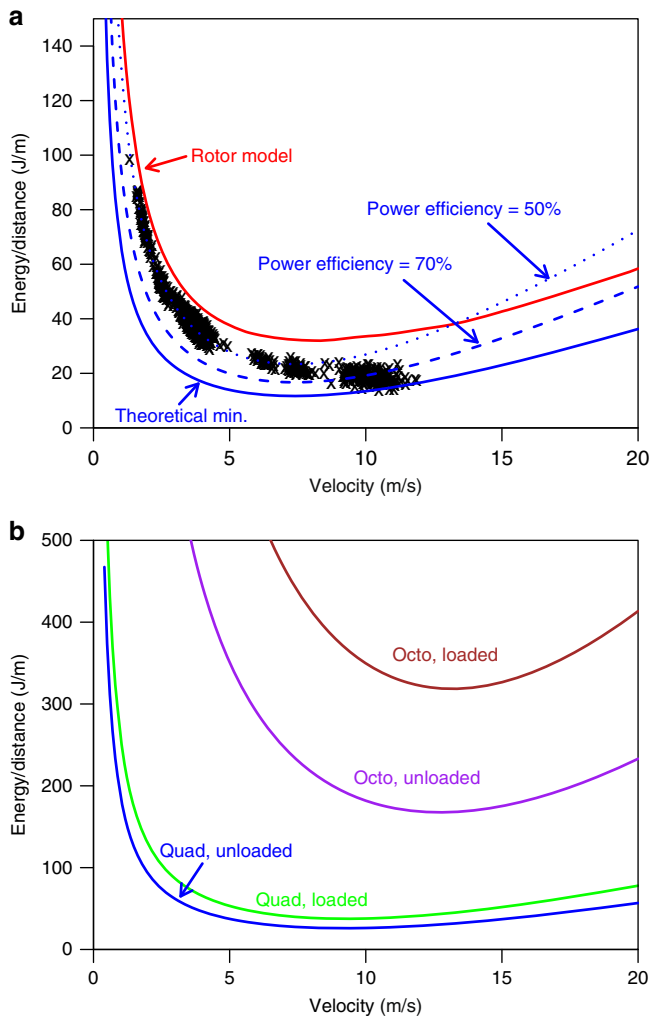 a
140
120
100
80
60
40
20
0
Energy/distance (J/m)
Rotor model
Power efficiency = 50%
Power efficiency = 70%
Theoretical min.
0 5 10 15 20
Velocity (m/s)
b
500
400
300
200
100
0
Energy/distance (J/m)
Octo, loaded
Octo, unloaded
Quad, unloaded
Quad, loaded
0 5 10 15 20
Velocity (m/s)